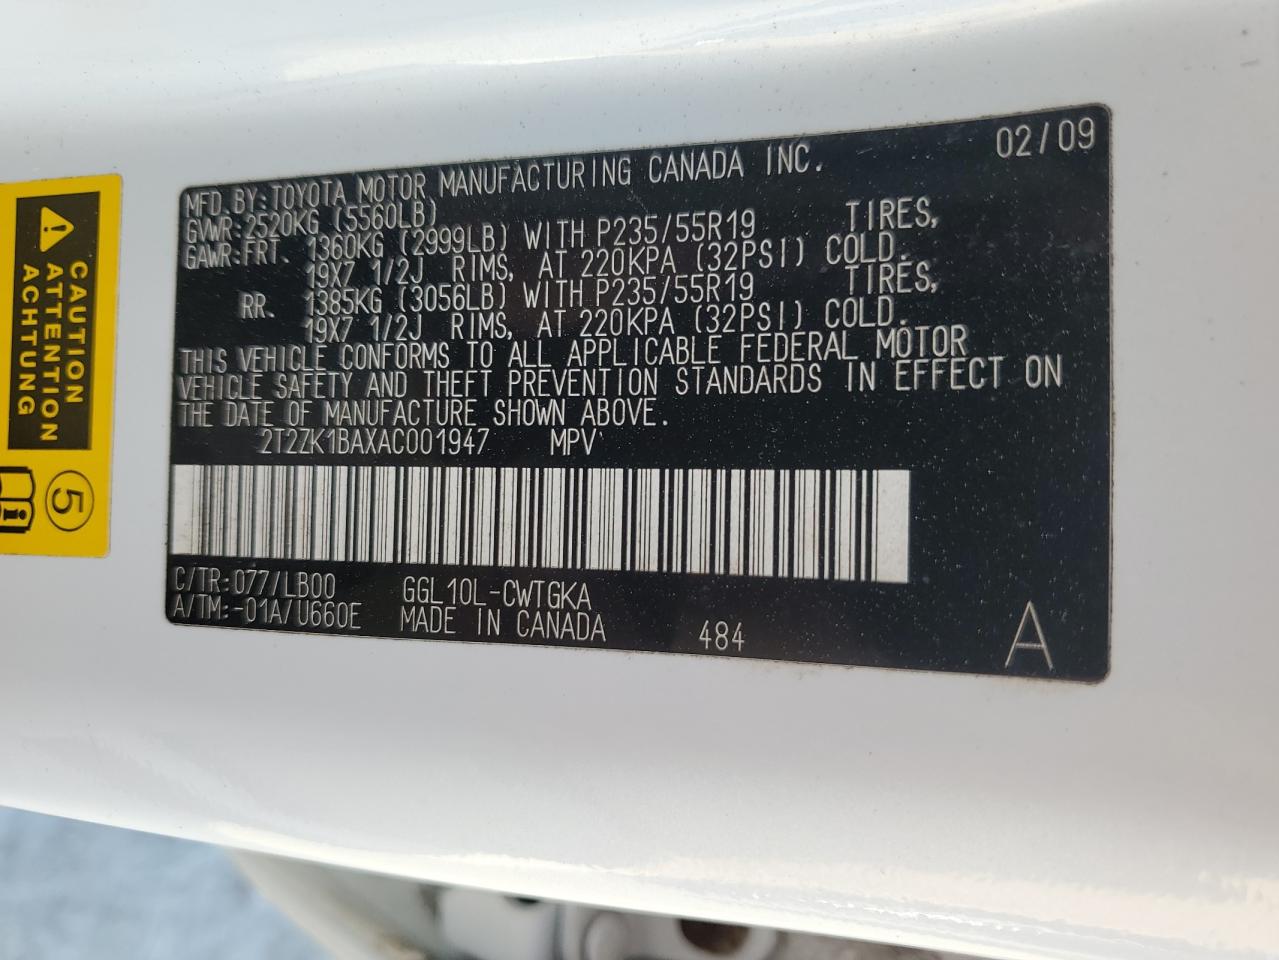 CAUTION
ATTENTION
ACHTUNG
5
i
02/09
MFD.BY:TOYOTA MOTOR MANUFACTURING CANADA INC.
GVWR:2520KG (5560LB)
GAWR:FRT. 1360KG (2999LB) WITH P235/55R19 TIRES,
19X7 1/2J RIMS, AT 220KPA (32PSI) COLD.
RR. 1385KG (3056LB) WITH P235/55R19 TIRES,
19X7 1/2J RIMS, AT 220KPA (32PSI) COLD.
THIS VEHICLE CONFORMS TO ALL APPLICABLE FEDERAL MOTOR
VEHICLE SAFETY AND THEFT PREVENTION STANDARDS IN EFFECT ON
THE DATE OF MANUFACTURE SHOWN ABOVE.
2T2ZK1BAXAC001947 MPV
C/TR:077/LB00 GGL10L-CWTGKA
A/TM:-01A/U660E MADE IN CANADA 484
A